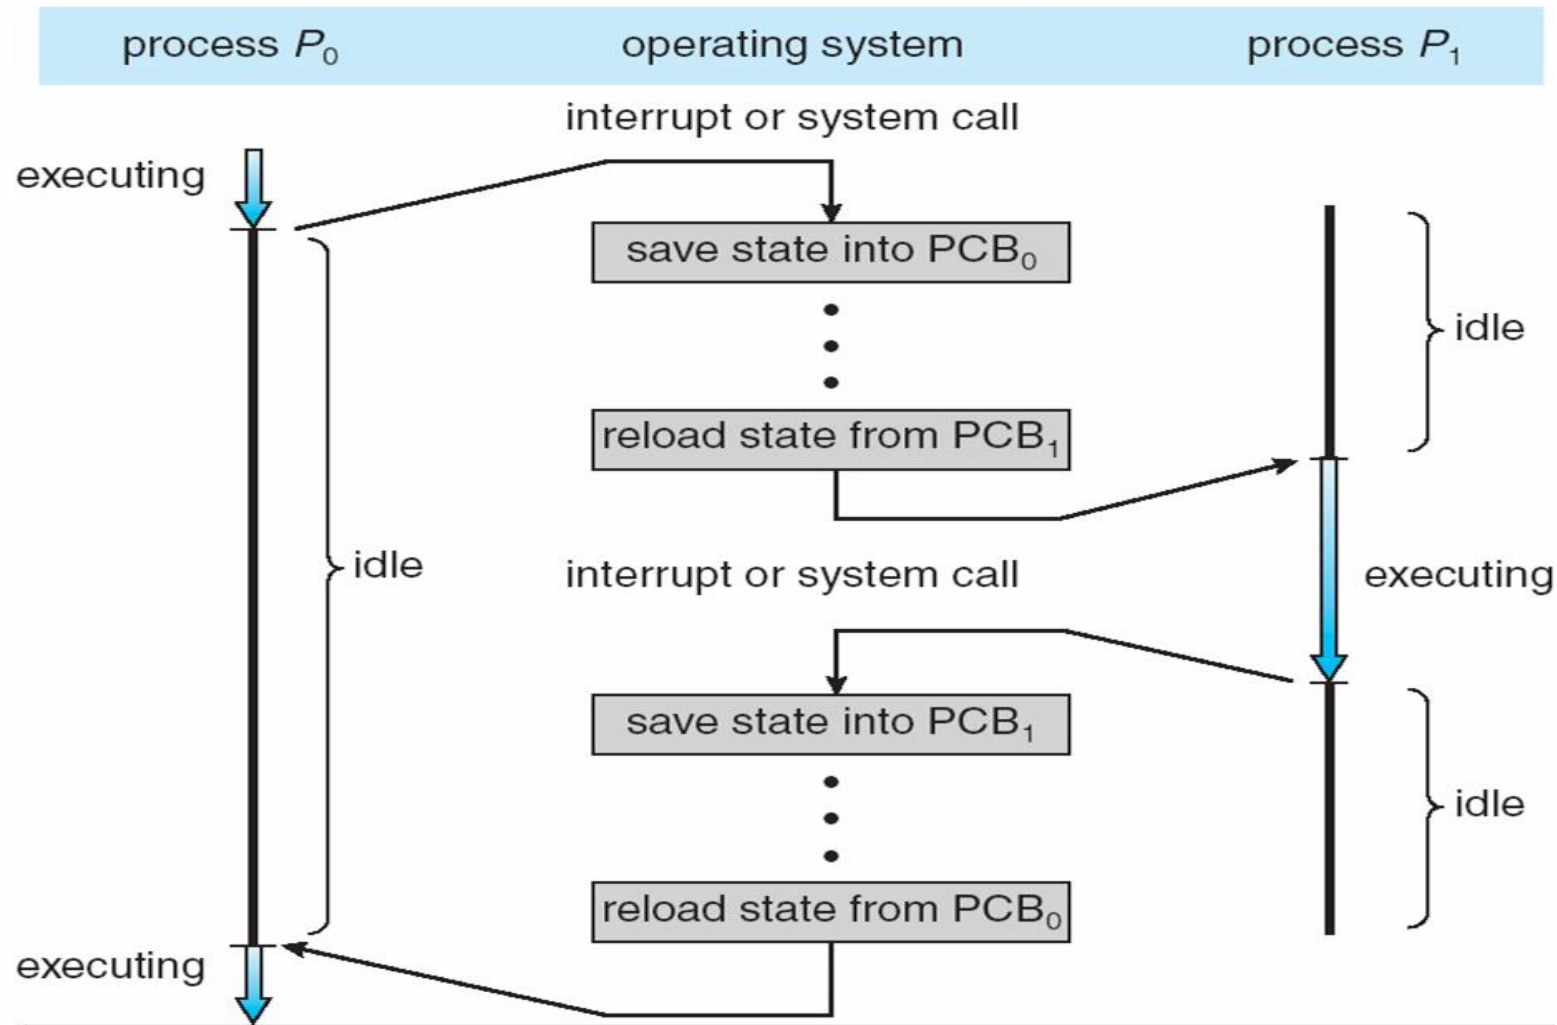 process P₀ operating system process P₁
interrupt or system call
executing
save state into PCB₀
idle
reload state from PCB₁
idle
interrupt or system call
executing
save state into PCB₁
idle
reload state from PCB₀
executing